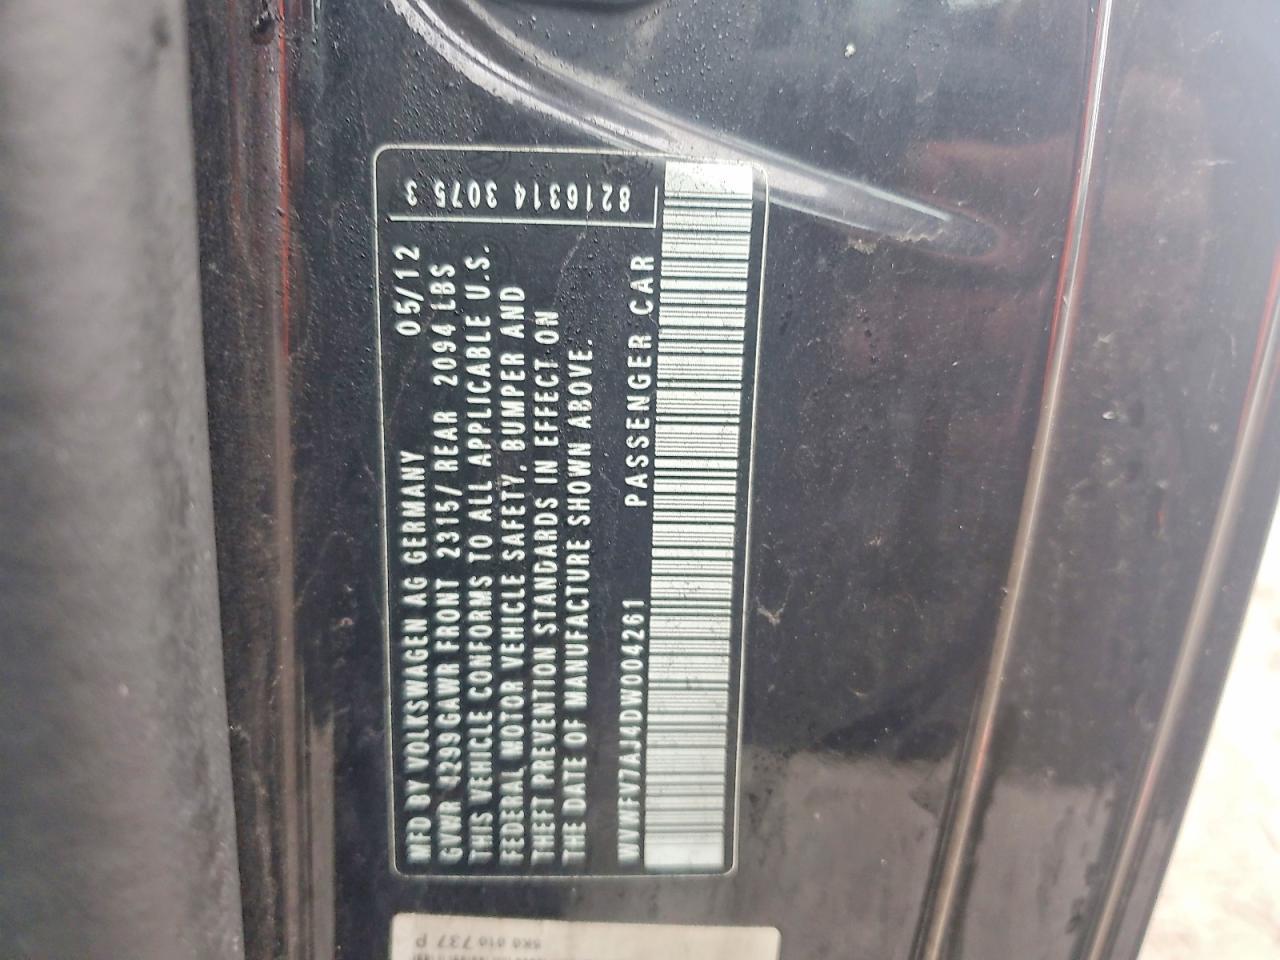 MFD BY VOLKSWAGEN AG GERMANY 05/12
GVWR 4299GAWR FRONT 2315/ REAR 2094 LBS
THIS VEHICLE CONFORMS TO ALL APPLICABLE U.S.
FEDERAL MOTOR VEHICLE SAFETY, BUMPER AND
THEFT PREVENTION STANDARDS IN EFFECT ON
THE DATE OF MANUFACTURE SHOWN ABOVE.
WVWFV7AJ4DW004261 PASSENGER CAR
8216314 3075 3
5K0 010 737 P